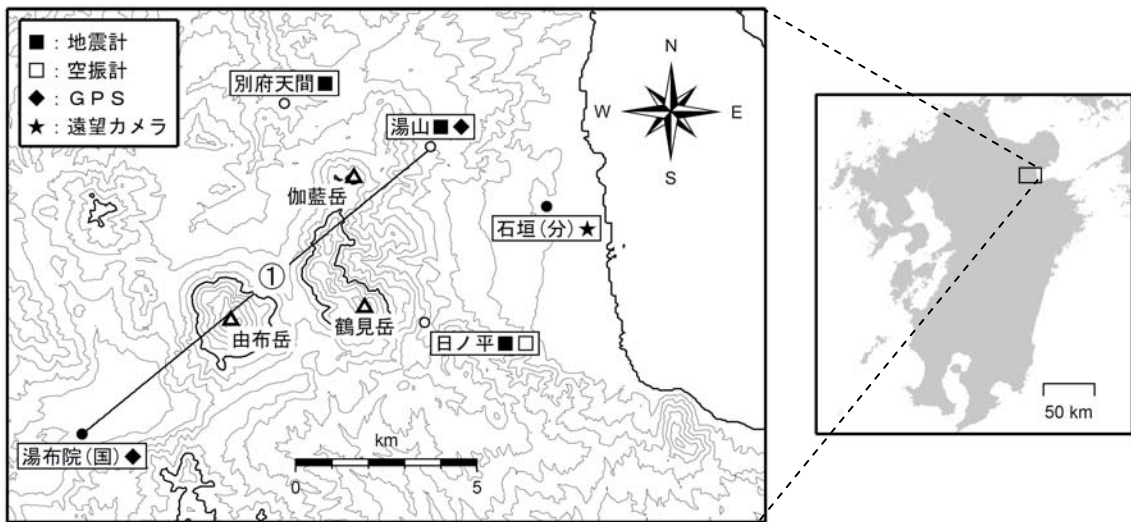 ■：地震計
□：空振計
◆：ＧＰＳ
★：遠望カメラ
別府天間■
湯山■◆
伽藍岳
N
W
E
S
石垣(分)★
①
由布岳
鶴見岳
日ノ平■□
湯布院(国)◆
km
0
5
50 km